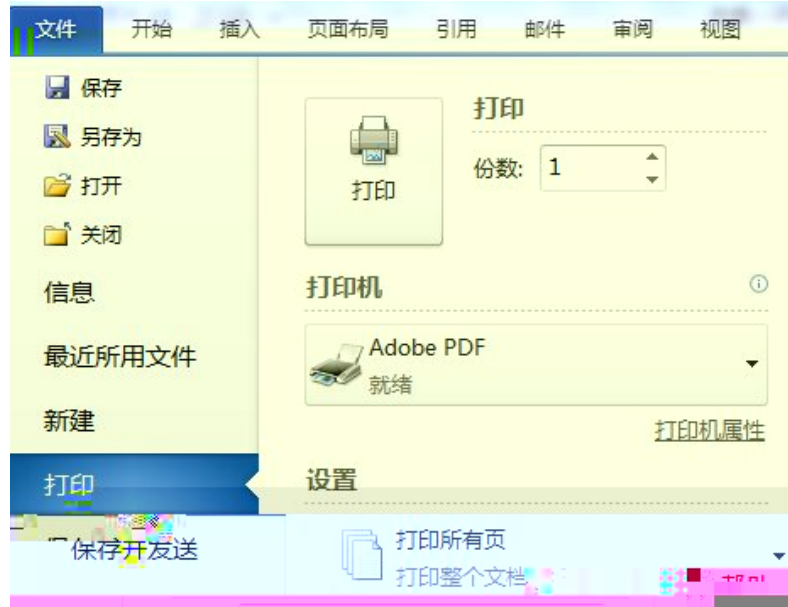 文件 开始 插入 页面布局 引用 邮件 审阅 视图
保存
另存为
打开
关闭
信息
最近所用文件
新建
打印
保存并发送
打印
打印
份数: 1
打印机
Adobe PDF
就绪
打印机属性
设置
打印所有页
打印整个文档